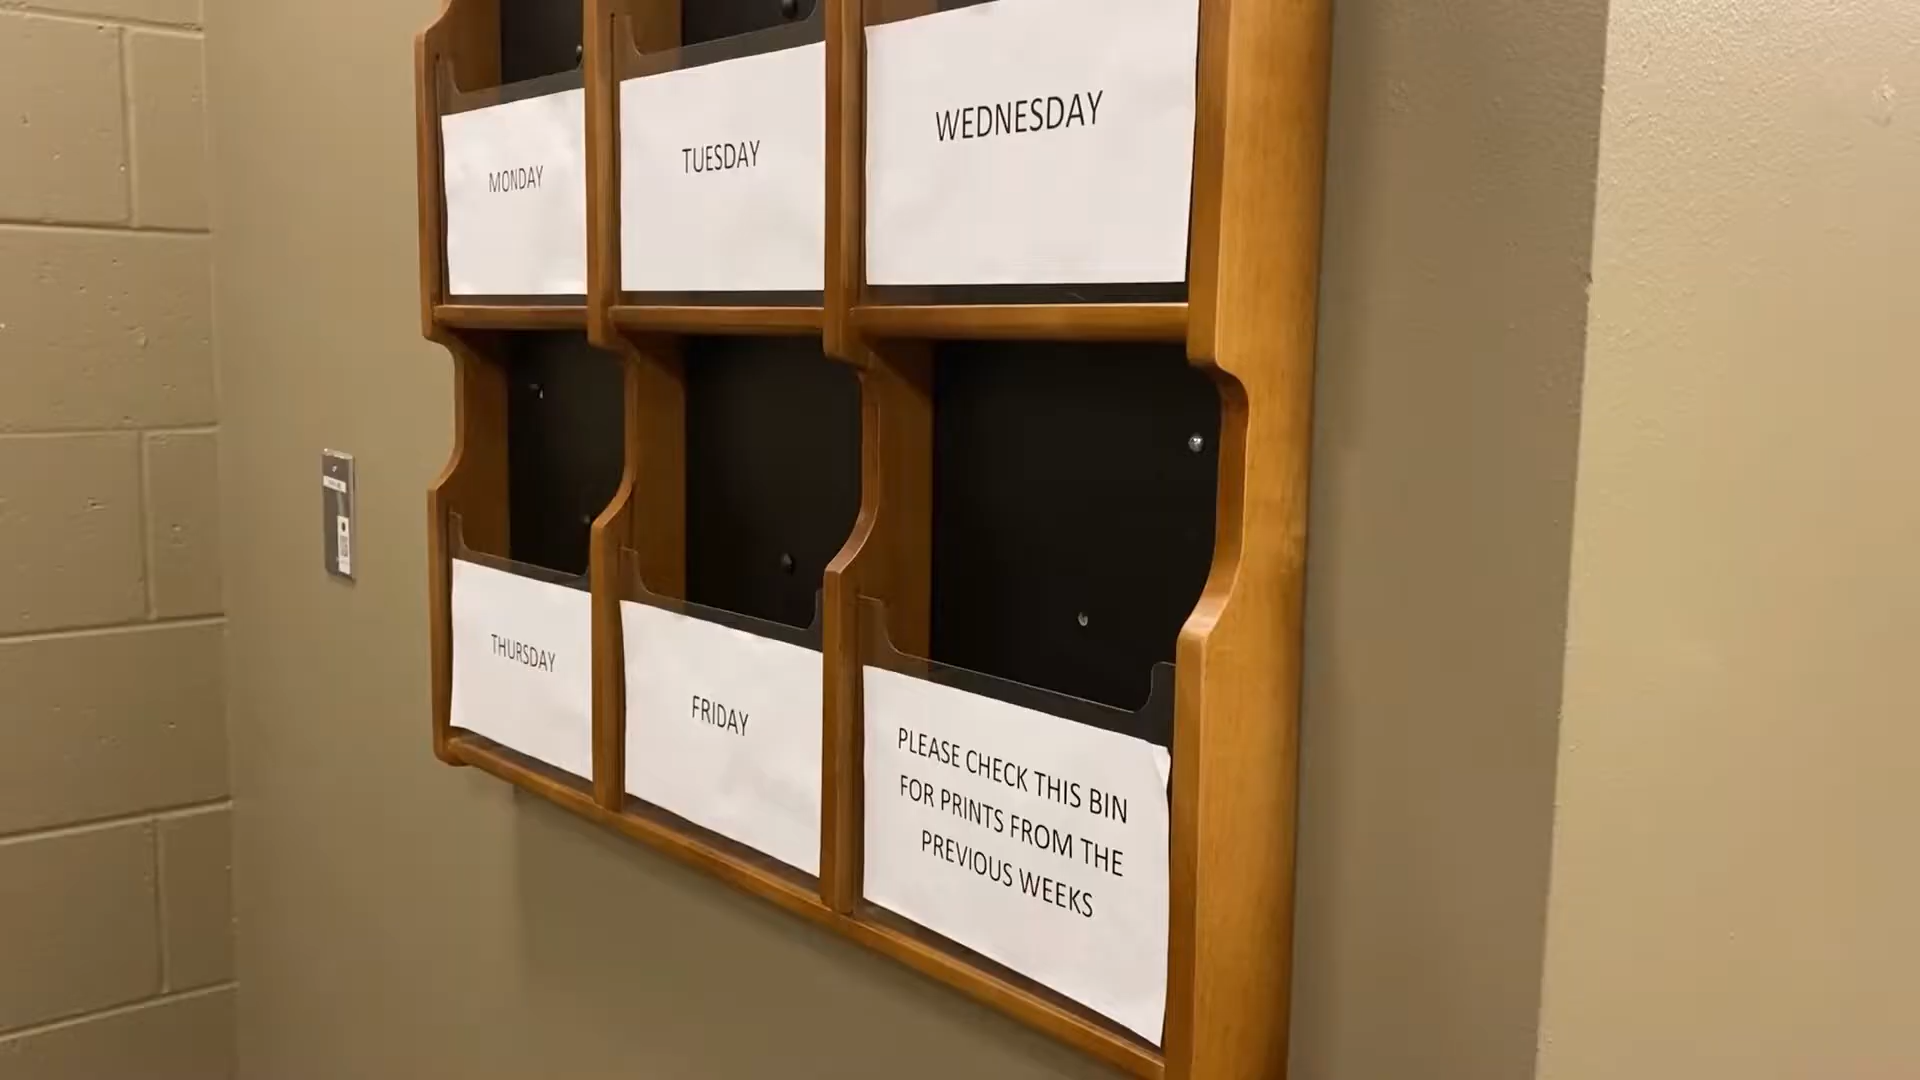 MONDAY
TUESDAY
WEDNESDAY
THURSDAY
FRIDAY
PLEASE CHECK THIS BIN
FOR PRINTS FROM THE
PREVIOUS WEEKS